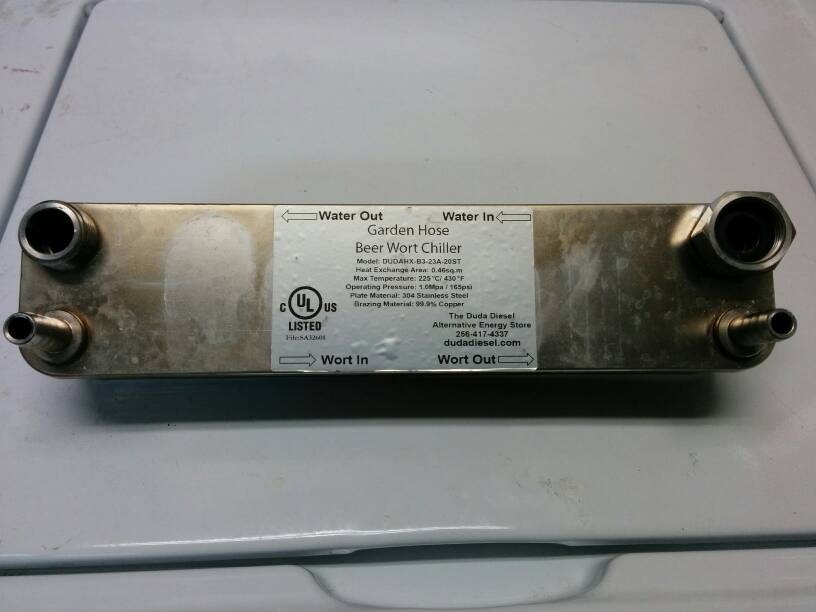 Water Out Water In
Garden Hose
Beer Wort Chiller
Model: DUDAHX-B3-23A-20ST
Heat Exchange Area: 0.46sq.m
Max Temperature: 225°C/ 430°F
Operating Pressure: 1.0Mpa / 165psi
Plate Material: 304 Stainless Steel
Brazing Material: 99.9% Copper
C UL US
LISTED
File:SA32601
The Duda Diesel
Alternative Energy Store
256-417-4337
dudadiesel.com
Wort In Wort Out